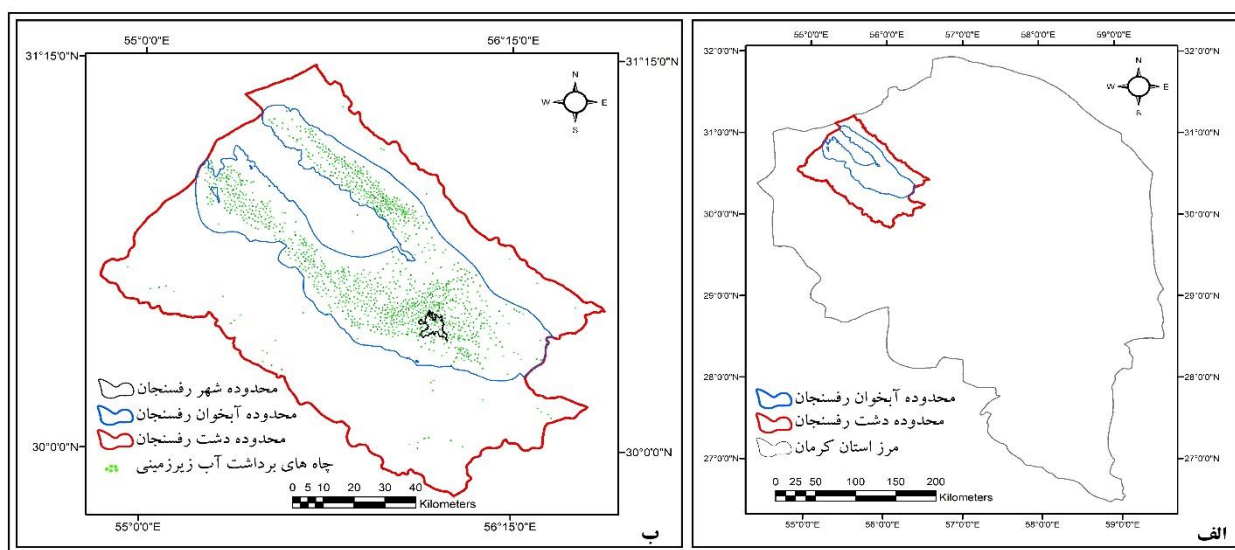 55°0'0"E 56°15'0"E
31°15'0"N 31°15'0"N
N
W E
S
محدوده شهر رفسنجان
محدوده آبخوان رفسنجان
محدوده دشت رفسنجان
چاه های برداشت آب زیرزمینی
30°0'0"N 30°0'0"N
0 5 10 20 30 40
Kilometers
55°0'0"E 56°15'0"E
ب
55°0'0"E 56°0'0"E 57°0'0"E 58°0'0"E 59°0'0"E
32°0'0"N 32°0'0"N
N
W E
S
31°0'0"N 31°0'0"N
30°0'0"N 30°0'0"N
29°0'0"N 29°0'0"N
28°0'0"N 28°0'0"N
محدوده آبخوان رفسنجان
محدوده دشت رفسنجان
مرز استان کرمان
27°0'0"N 27°0'0"N
0 25 50 100 150 200
Kilometers
55°0'0"E 56°0'0"E 57°0'0"E 58°0'0"E 59°0'0"E
الف